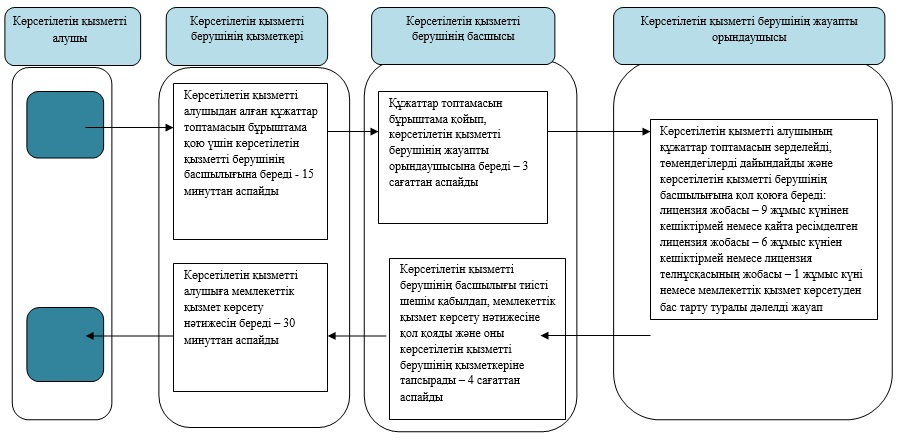 Көрсетілетін қызметті
алушы
Көрсетілетін қызметті
берушінің қызметкері
Көрсетілетін қызметті
берушінің басшысы
Көрсетілетін қызметті берушінің жауапты
орындаушысы
Көрсетілетін қызметті
алушыдан алған құжаттар
топтамасын бұрыштама
қою үшін көрсетілетін
қызметті берушінің
басшылығына береді - 15
минуттан аспайды
Құжаттар топтамасын
бұрыштама қойып,
көрсетілетін қызметті
берушінің жауапты
орындаушысына береді – 3
сағаттан аспайды
Көрсетілетін қызметті алушының
құжаттар топтамасын зерделейді,
төмендегілерді дайындайды және
көрсетілетін қызметті берушінің
басшылығына қол қоюға береді:
лицензия жобасы – 9 жұмыс күнінен
кешіктірмей немесе қайта ресімделген
лицензия жобасы – 6 жұмыс күніен
кешіктірмей немесе лицензия
телнұсқасының жобасы – 1 жұмыс күні
немесе мемлекеттік қызмет көрсетуден
бас тарту туралы дәлелді жауап
Көрсетілетін қызметті
алушыға мемлекеттік
қызмет көрсету
нәтижесін береді – 30
минуттан аспайды
Көрсетілетін қызметті
берушінің басшылығы тиісті
шешім қабылдап, мемлекеттік
қызмет көрсету нәтижесіне
қол қояды және оны
көрсетілетін қызметті
берушінің қызметкеріне
тапсырады – 4 сағаттан
аспайды